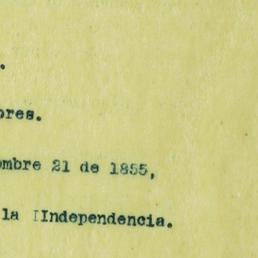 .
ores.
ombre 21 de 1855,
la IIndependencia.